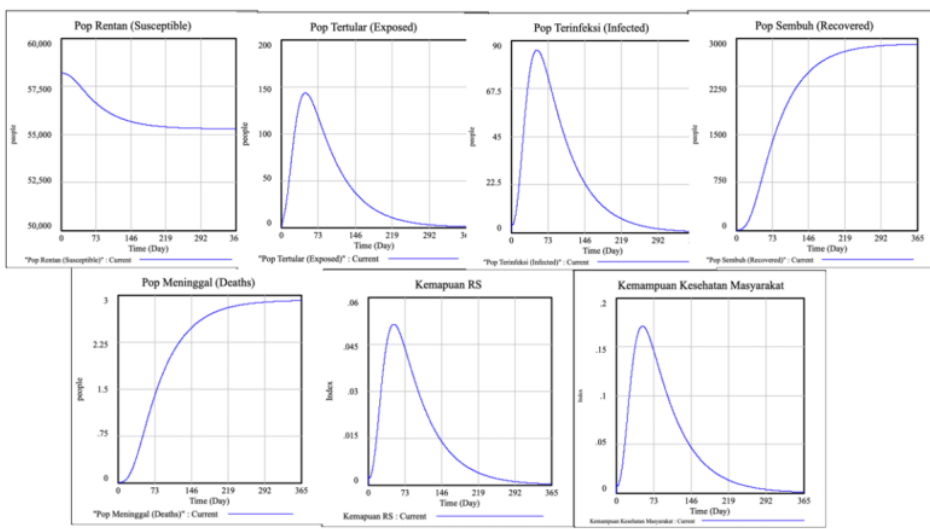 Pop Rentan (Susceptible)
60,000
57,500
55,000
52,500
50,000
people
0 73 146 219 292 36
Time (Day)
"Pop Rentan (Susceptible)" : Current
Pop Tertular (Exposed)
200
150
100
50
0
people
0 73 146 219 292 36
Time (Day)
"Pop Tertular (Exposed)" : Current
Pop Terinfeksi (Infected)
90
67.5
45
22.5
0
people
0 73 146 219 292 365
Time (Day)
"Pop Terinfeksi (Infected)" : Current
Pop Sembuh (Recovered)
3000
2250
1500
750
0
people
0 73 146 219 292 365
Time (Day)
"Pop Sembuh (Recovered)" : Current
Pop Meninggal (Deaths)
3
2.25
1.5
.75
0
people
0 73 146 219 292 365
Time (Day)
"Pop Meninggal (Deaths)" : Current
Kemapuan RS
.06
.045
.03
.015
0
Index
0 73 146 219 292 365
Time (Day)
Kemapuan RS : Current
Kemampuan Kesehatan Masyarakat
.2
.15
.1
.05
0
Index
0 73 146 219 292 365
Time (Day)
Kemampuan Kesehatan Masyarakat : Current